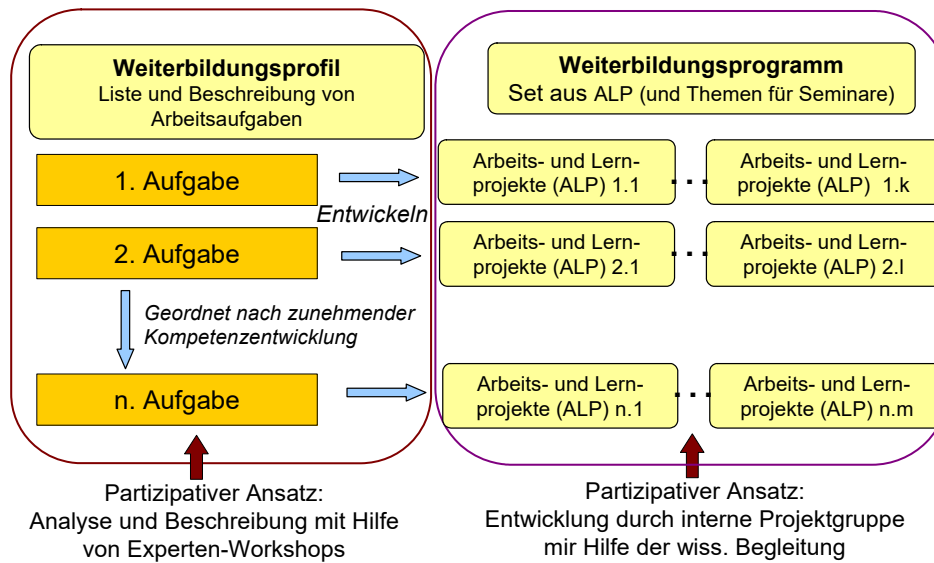 Weiterbildungsprofil
Liste und Beschreibung von
Arbeitsaufgaben
1. Aufgabe
2. Aufgabe
Geordnet nach zunehmender
Kompetenzentwicklung
n. Aufgabe
Entwickeln
Partizipativer Ansatz:
Analyse und Beschreibung mit Hilfe
von Experten-Workshops
Weiterbildungsprogramm
Set aus ALP (und Themen für Seminare)
Arbeits- und Lern-
projekte (ALP) 1.1
...
Arbeits- und Lern-
projekte (ALP) 1.k
Arbeits- und Lern-
projekte (ALP) 2.1
...
Arbeits- und Lern-
projekte (ALP) 2.l
Arbeits- und Lern-
projekte (ALP) n.1
...
Arbeits- und Lern-
projekte (ALP) n.m
Partizipativer Ansatz:
Entwicklung durch interne Projektgruppe
mir Hilfe der wiss. Begleitung